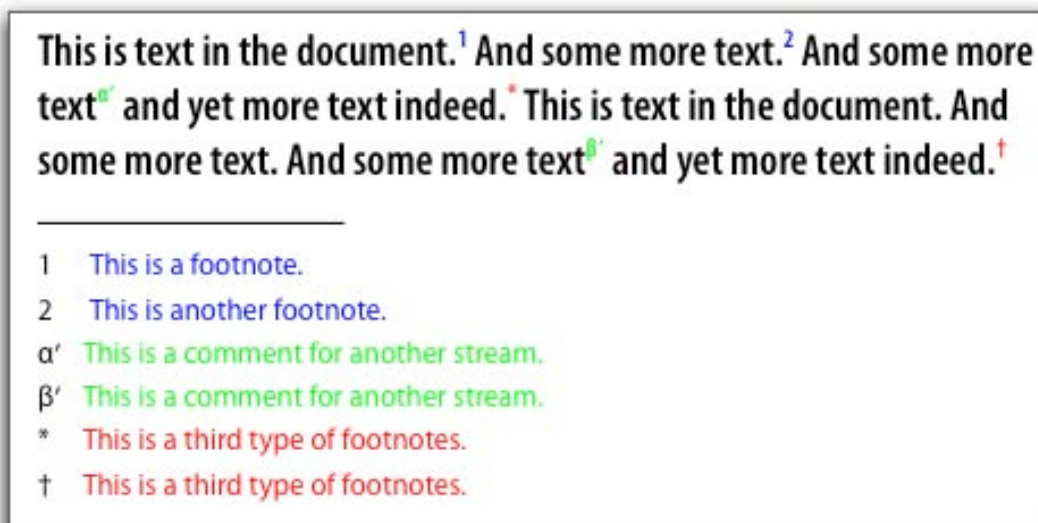 This is text in the document.¹ And some more text.² And some more
textα′ and yet more text indeed.* This is text in the document. And
some more text. And some more textβ′ and yet more text indeed.†
1 This is a footnote.
2 This is another footnote.
α′ This is a comment for another stream.
β′ This is a comment for another stream.
* This is a third type of footnotes.
† This is a third type of footnotes.